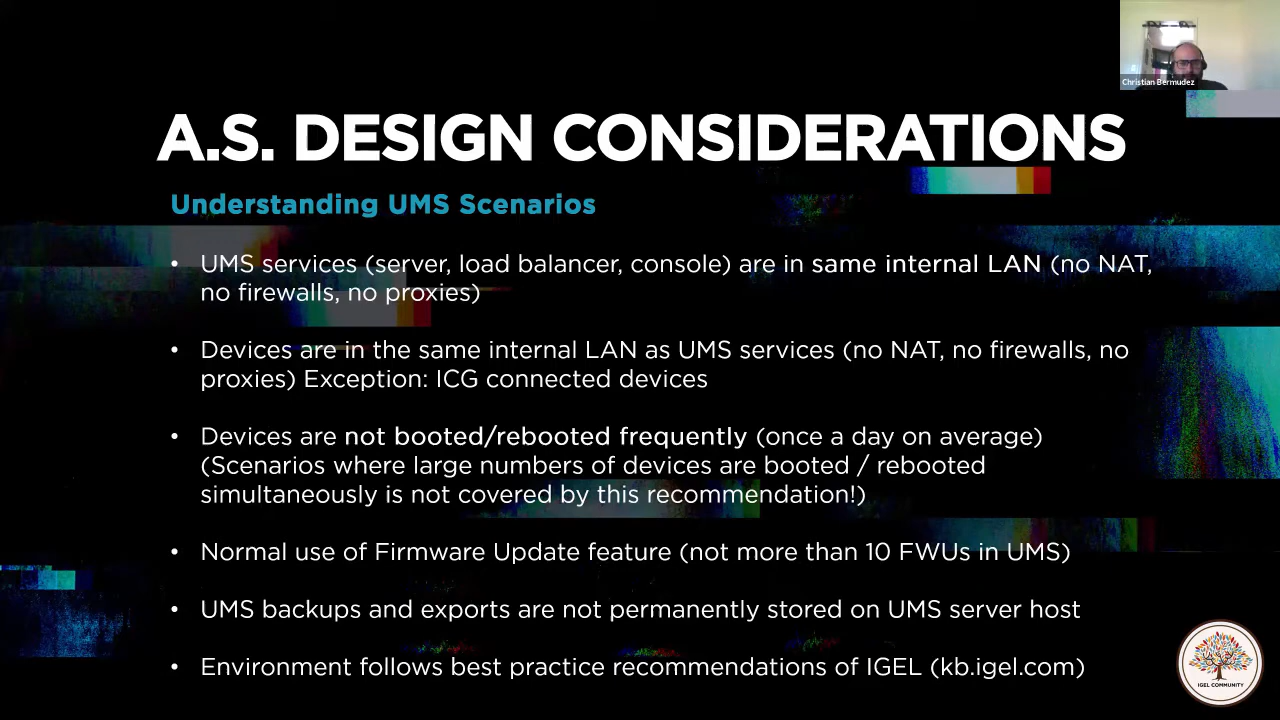 Christian Bermudez
A.S. DESIGN CONSIDERATIONS
Understanding UMS Scenarios
• UMS services (server, load balancer, console) are in same internal LAN (no NAT,
no firewalls, no proxies)
• Devices are in the same internal LAN as UMS services (no NAT, no firewalls, no
proxies) Exception: ICG connected devices
• Devices are not booted/rebooted frequently (once a day on average)
(Scenarios where large numbers of devices are booted / rebooted
simultaneously is not covered by this recommendation!)
• Normal use of Firmware Update feature (not more than 10 FWUs in UMS)
• UMS backups and exports are not permanently stored on UMS server host
• Environment follows best practice recommendations of IGEL (kb.igel.com)
IGEL COMMUNITY